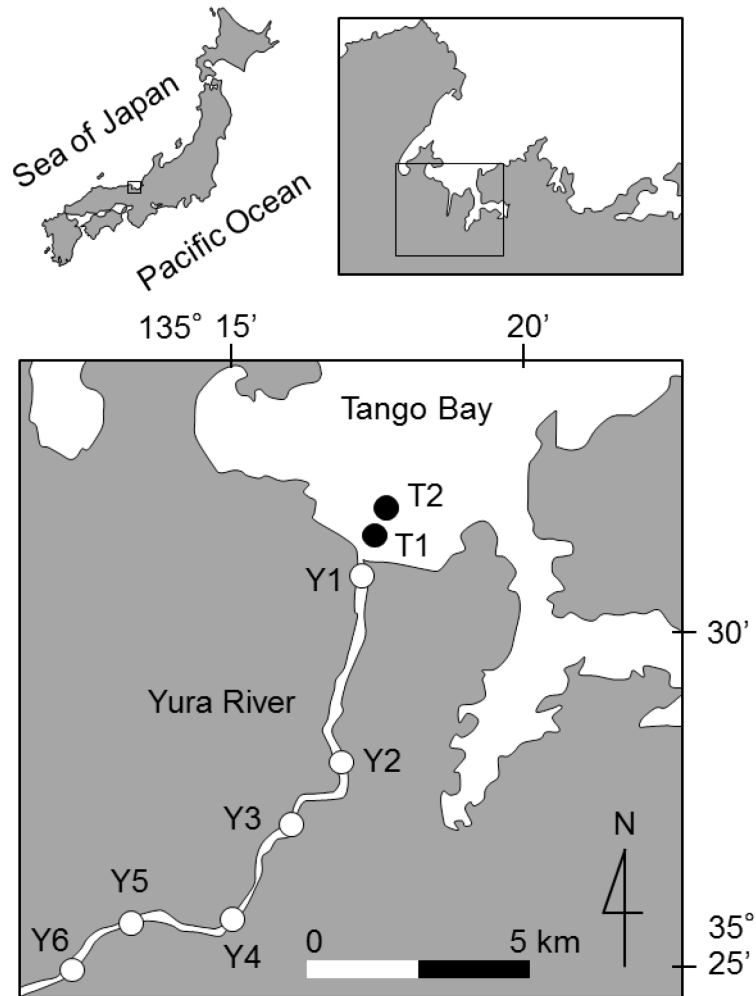 Sea of Japan
Pacific Ocean
135° 15’ 20’
Tango Bay
T2
T1
Y1
30’
Yura River
Y2
Y3
N
Y5
Y4
Y6
0 5 km
35°
25’